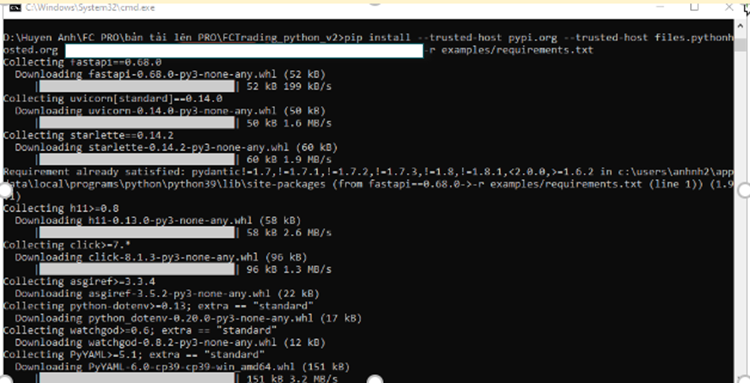 C:\Windows\System32\cmd.exe
D:\Huyen Anh\FC PRO\bản tài lên PRO\FCTrading_python_v2>pip install --trusted-host pypi.org --trusted-host files.pythonh
osted.org -r examples/requirements.txt
Collecting fastapi==0.68.0
Downloading fastapi-0.68.0-py3-none-any.whl (52 kB)
| | 52 kB 199 kB/s
Collecting uvicorn[standard]==0.14.0
Downloading uvicorn-0.14.0-py3-none-any.whl (50 kB)
| | 50 kB 1.6 MB/s
Collecting starlette==0.14.2
Downloading starlette-0.14.2-py3-none-any.whl (60 kB)
| | 60 kB 1.9 MB/s
Requirement already satisfied: pydantic!=1.7,!=1.7.1,!=1.7.2,!=1.7.3,!=1.8,!=1.8.1,<2.0.0,>=1.6.2 in c:\users\anhnh2\app
data\local\programs\python\python39\lib\site-packages (from fastapi==0.68.0->-r examples/requirements.txt (line 1)) (1.9
)
Collecting h11>=0.8
Downloading h11-0.13.0-py3-none-any.whl (58 kB)
| | 58 kB 2.6 MB/s
Collecting click>=7.*
Downloading click-8.1.3-py3-none-any.whl (96 kB)
| | 96 kB 1.3 MB/s
Collecting asgiref>=3.3.4
Downloading asgiref-3.5.2-py3-none-any.whl (22 kB)
Collecting python-dotenv>=0.13; extra == "standard"
Downloading python_dotenv-0.20.0-py3-none-any.whl (17 kB)
Collecting watchgod>=0.6; extra == "standard"
Downloading watchgod-0.8.2-py3-none-any.whl (12 kB)
Collecting PyYAML>=5.1; extra == "standard"
Downloading PyYAML-6.0-cp39-cp39-win_amd64.whl (151 kB)
| | 151 kB 3.2 MB/s